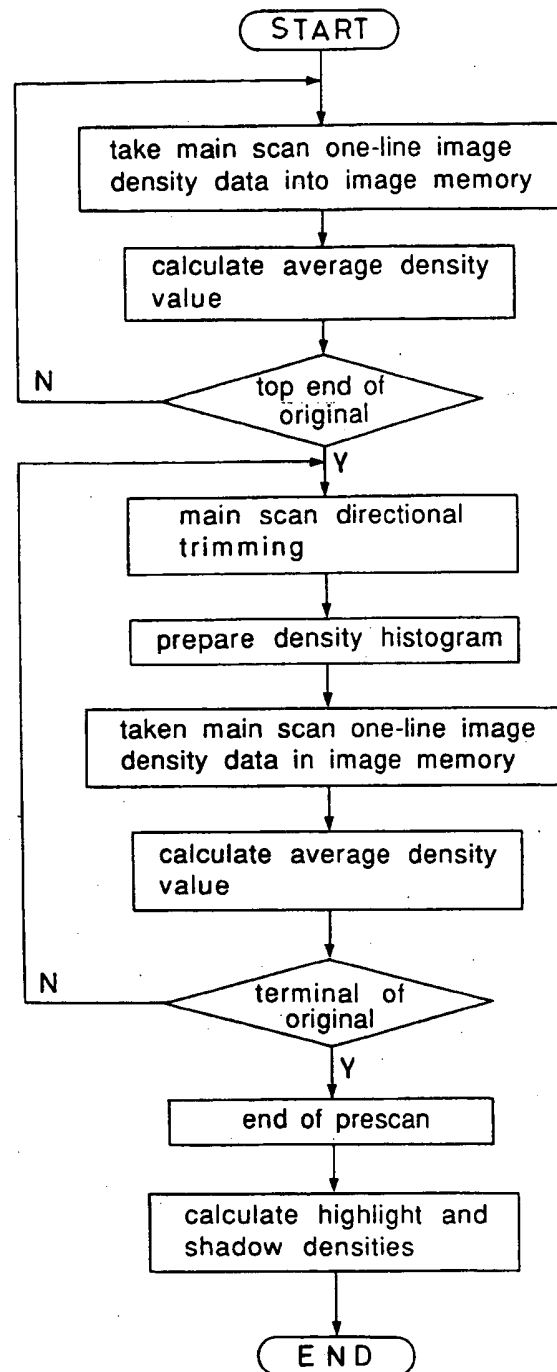 START
take main scan one-line image
density data into image memory
calculate average density
value
top end of
original
N
Y
main scan directional
trimming
prepare density histogram
taken main scan one-line image
density data in image memory
calculate average density
value
terminal of
original
N
Y
end of prescan
calculate highlight and
shadow densities
END